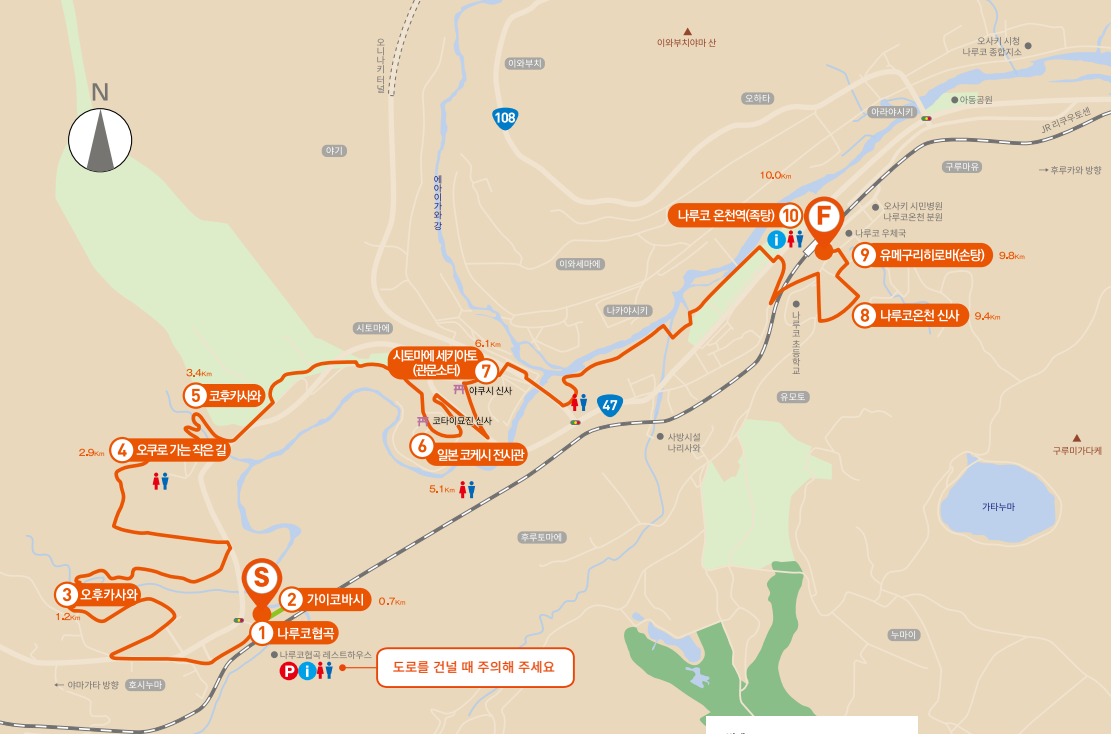 N
오니나키 터널
이와부치야마 산
이와부치
오사키 시청
나루코 종합지소
108
오하타
아라야시키
아동공원
JR 리쿠우토센
야기
에아이가와 강
구루마유
→ 후루카와 방향
10.0Km
나루코 온천역(족탕) 10
F
오사키 시민병원
나루코온천 분원
나루코 우체국
i
9 유메구리히로바(손탕)
9.8Km
이와세마에
나카야시키
8 나루코온천 신사
9.4Km
나루코 초등학교
시토마에
6.1Km
시토마에 세키아토
(관문소터)
7
야쿠시 신사
3.4Km
5 코후카사와
47
유모토
코타이묘진 신사
사방시설
나리사와
구루미가다케
2.9Km
4 오쿠로 가는 작은 길
6 일본 코케시 전시관
5.1Km
가타누마
후루토마에
S
3 오후카사와
1.2Km
2 가이코바시
0.7Km
1 나루코협곡
누마이
나루코협곡 레스트하우스
P i
도로를 건널 때 주의해 주세요
← 야마가타 방향
호시누마